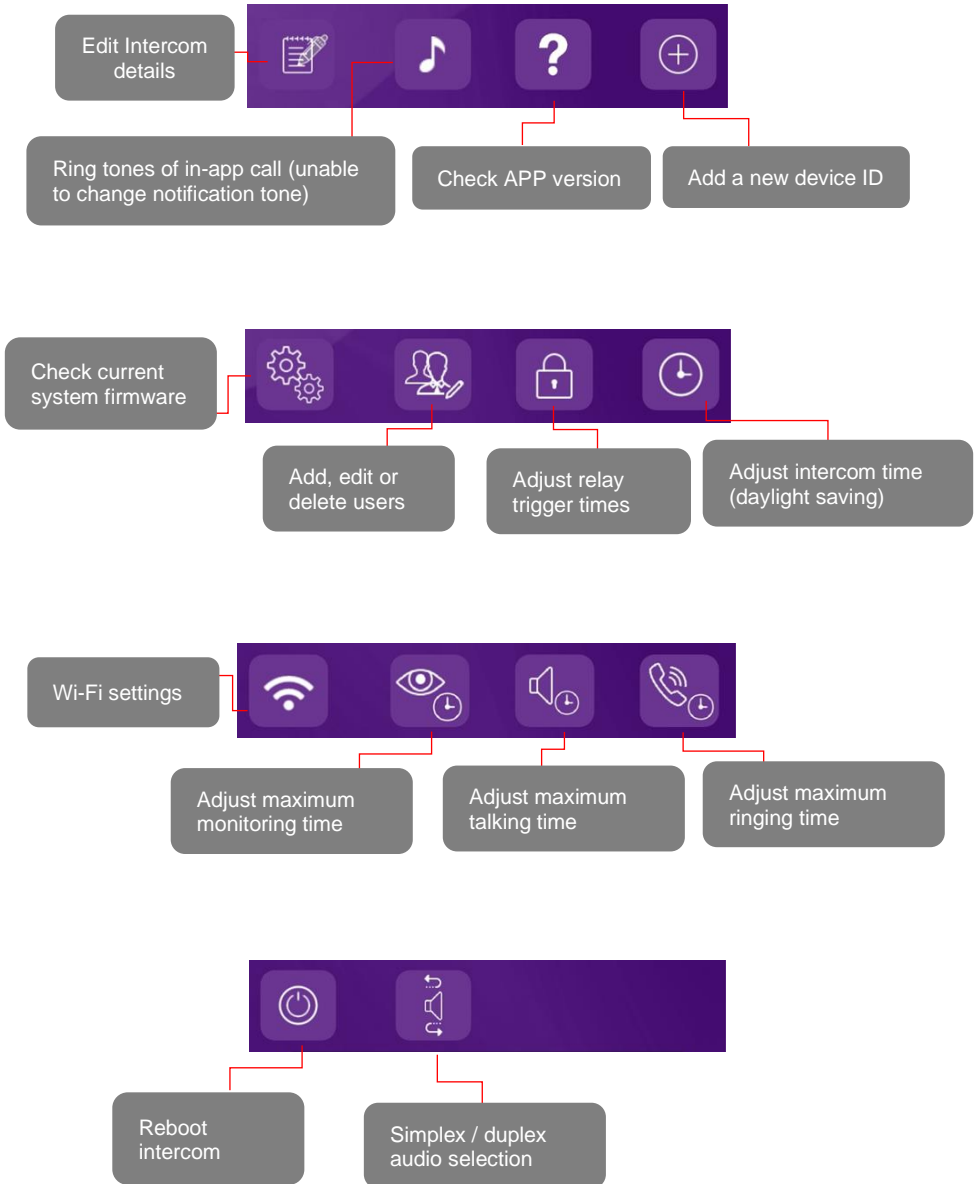 Edit Intercom
details
Ring tones of in-app call (unable
to change notification tone)
Check APP version
Add a new device ID
Check current
system firmware
Add, edit or
delete users
Adjust relay
trigger times
Adjust intercom time
(daylight saving)
Wi-Fi settings
Adjust maximum
monitoring time
Adjust maximum
talking time
Adjust maximum
ringing time
Reboot
intercom
Simplex / duplex
audio selection